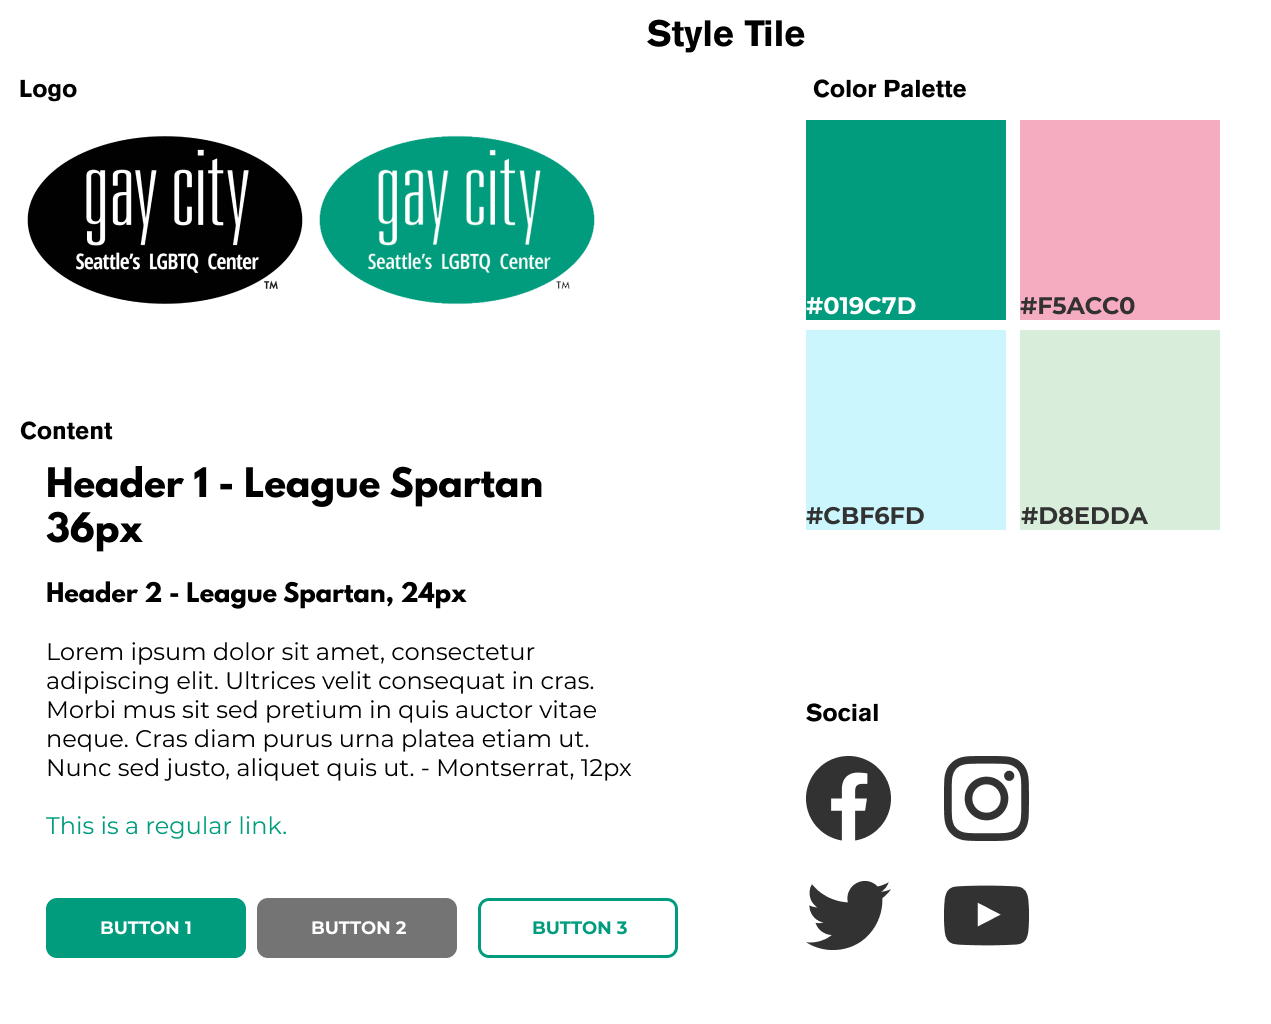 Style Tile
Logo
gay city
Seattle's LGBTQ Center
TM
gay city
Seattle's LGBTQ Center
TM
Color Palette
#019C7D
#F5ACC0
#CBF6FD
#D8EDDA
Content
Header 1 - League Spartan
36px
Header 2 - League Spartan, 24px
Lorem ipsum dolor sit amet, consectetur
adipiscing elit. Ultrices velit consequat in cras.
Morbi mus sit sed pretium in quis auctor vitae
neque. Cras diam purus urna platea etiam ut.
Nunc sed justo, aliquet quis ut. - Montserrat, 12px
This is a regular link.
BUTTON 1
BUTTON 2
BUTTON 3
Social